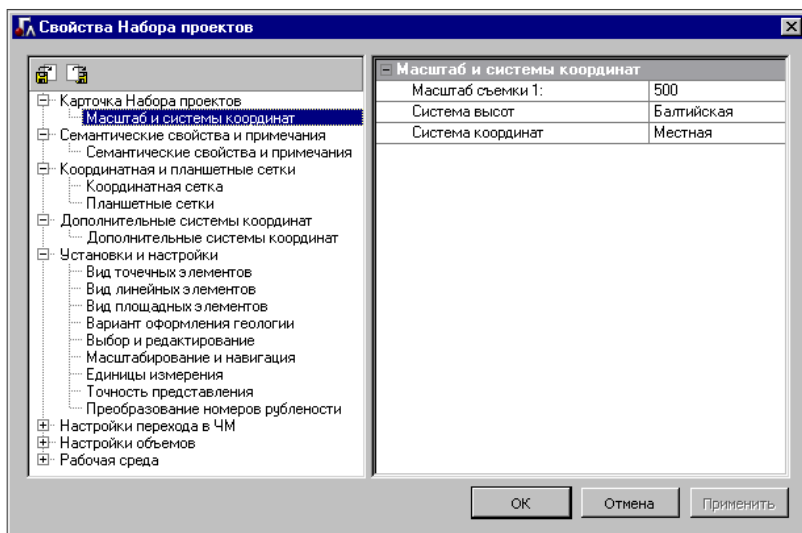 Свойства Набора проектов
Карточка Набора проектов
Масштаб и системы координат
Семантические свойства и примечания
Семантические свойства и примечания
Координатная и планшетные сетки
Координатная сетка
Планшетные сетки
Дополнительные системы координат
Дополнительные системы координат
Установки и настройки
Вид точечных элементов
Вид линейных элементов
Вид площадных элементов
Вариант оформления геологии
Выбор и редактирование
Масштабирование и навигация
Единицы измерения
Точность представления
Преобразование номеров рублености
Настройки перехода в ЧМ
Настройки объемов
Рабочая среда
Масштаб и системы координат
Масштаб съемки 1: 500
Система высот Балтийская
Система координат Местная
ОК Отмена Применить